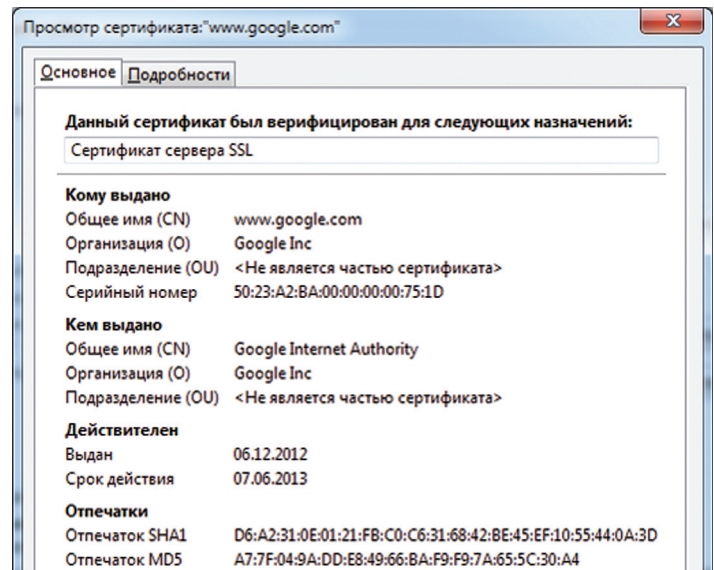 Просмотр сертификата:"www.google.com"
Основное Подробности
Данный сертификат был верифицирован для следующих назначений:
Сертификат сервера SSL
Кому выдано
Общее имя (CN) www.google.com
Организация (O) Google Inc
Подразделение (OU) <Не является частью сертификата>
Серийный номер 50:23:A2:BA:00:00:00:00:75:1D
Кем выдано
Общее имя (CN) Google Internet Authority
Организация (O) Google Inc
Подразделение (OU) <Не является частью сертификата>
Действителен
Выдан 06.12.2012
Срок действия 07.06.2013
Отпечатки
Отпечаток SHA1 D6:A2:31:0E:01:21:FB:C0:C6:31:68:42:BE:45:EF:10:55:44:0A:3D
Отпечаток MD5 A7:7F:04:9A:DD:E8:49:66:BA:F9:F9:7A:65:5C:30:A4